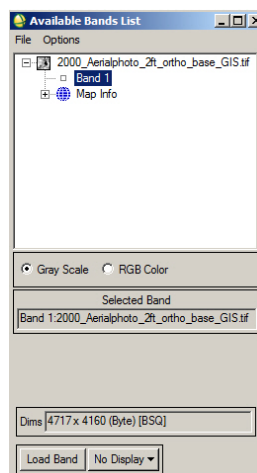 Available Bands List
File Options
2000_Aerialphoto_2ft_ortho_base_GIS.tif
Band 1
Map Info
Gray Scale RGB Color
Selected Band
Band 1:2000_Aerialphoto_2ft_ortho_base_GIS.tif
Dims 4717 x 4160 (Byte) [BSQ]
Load Band No Display